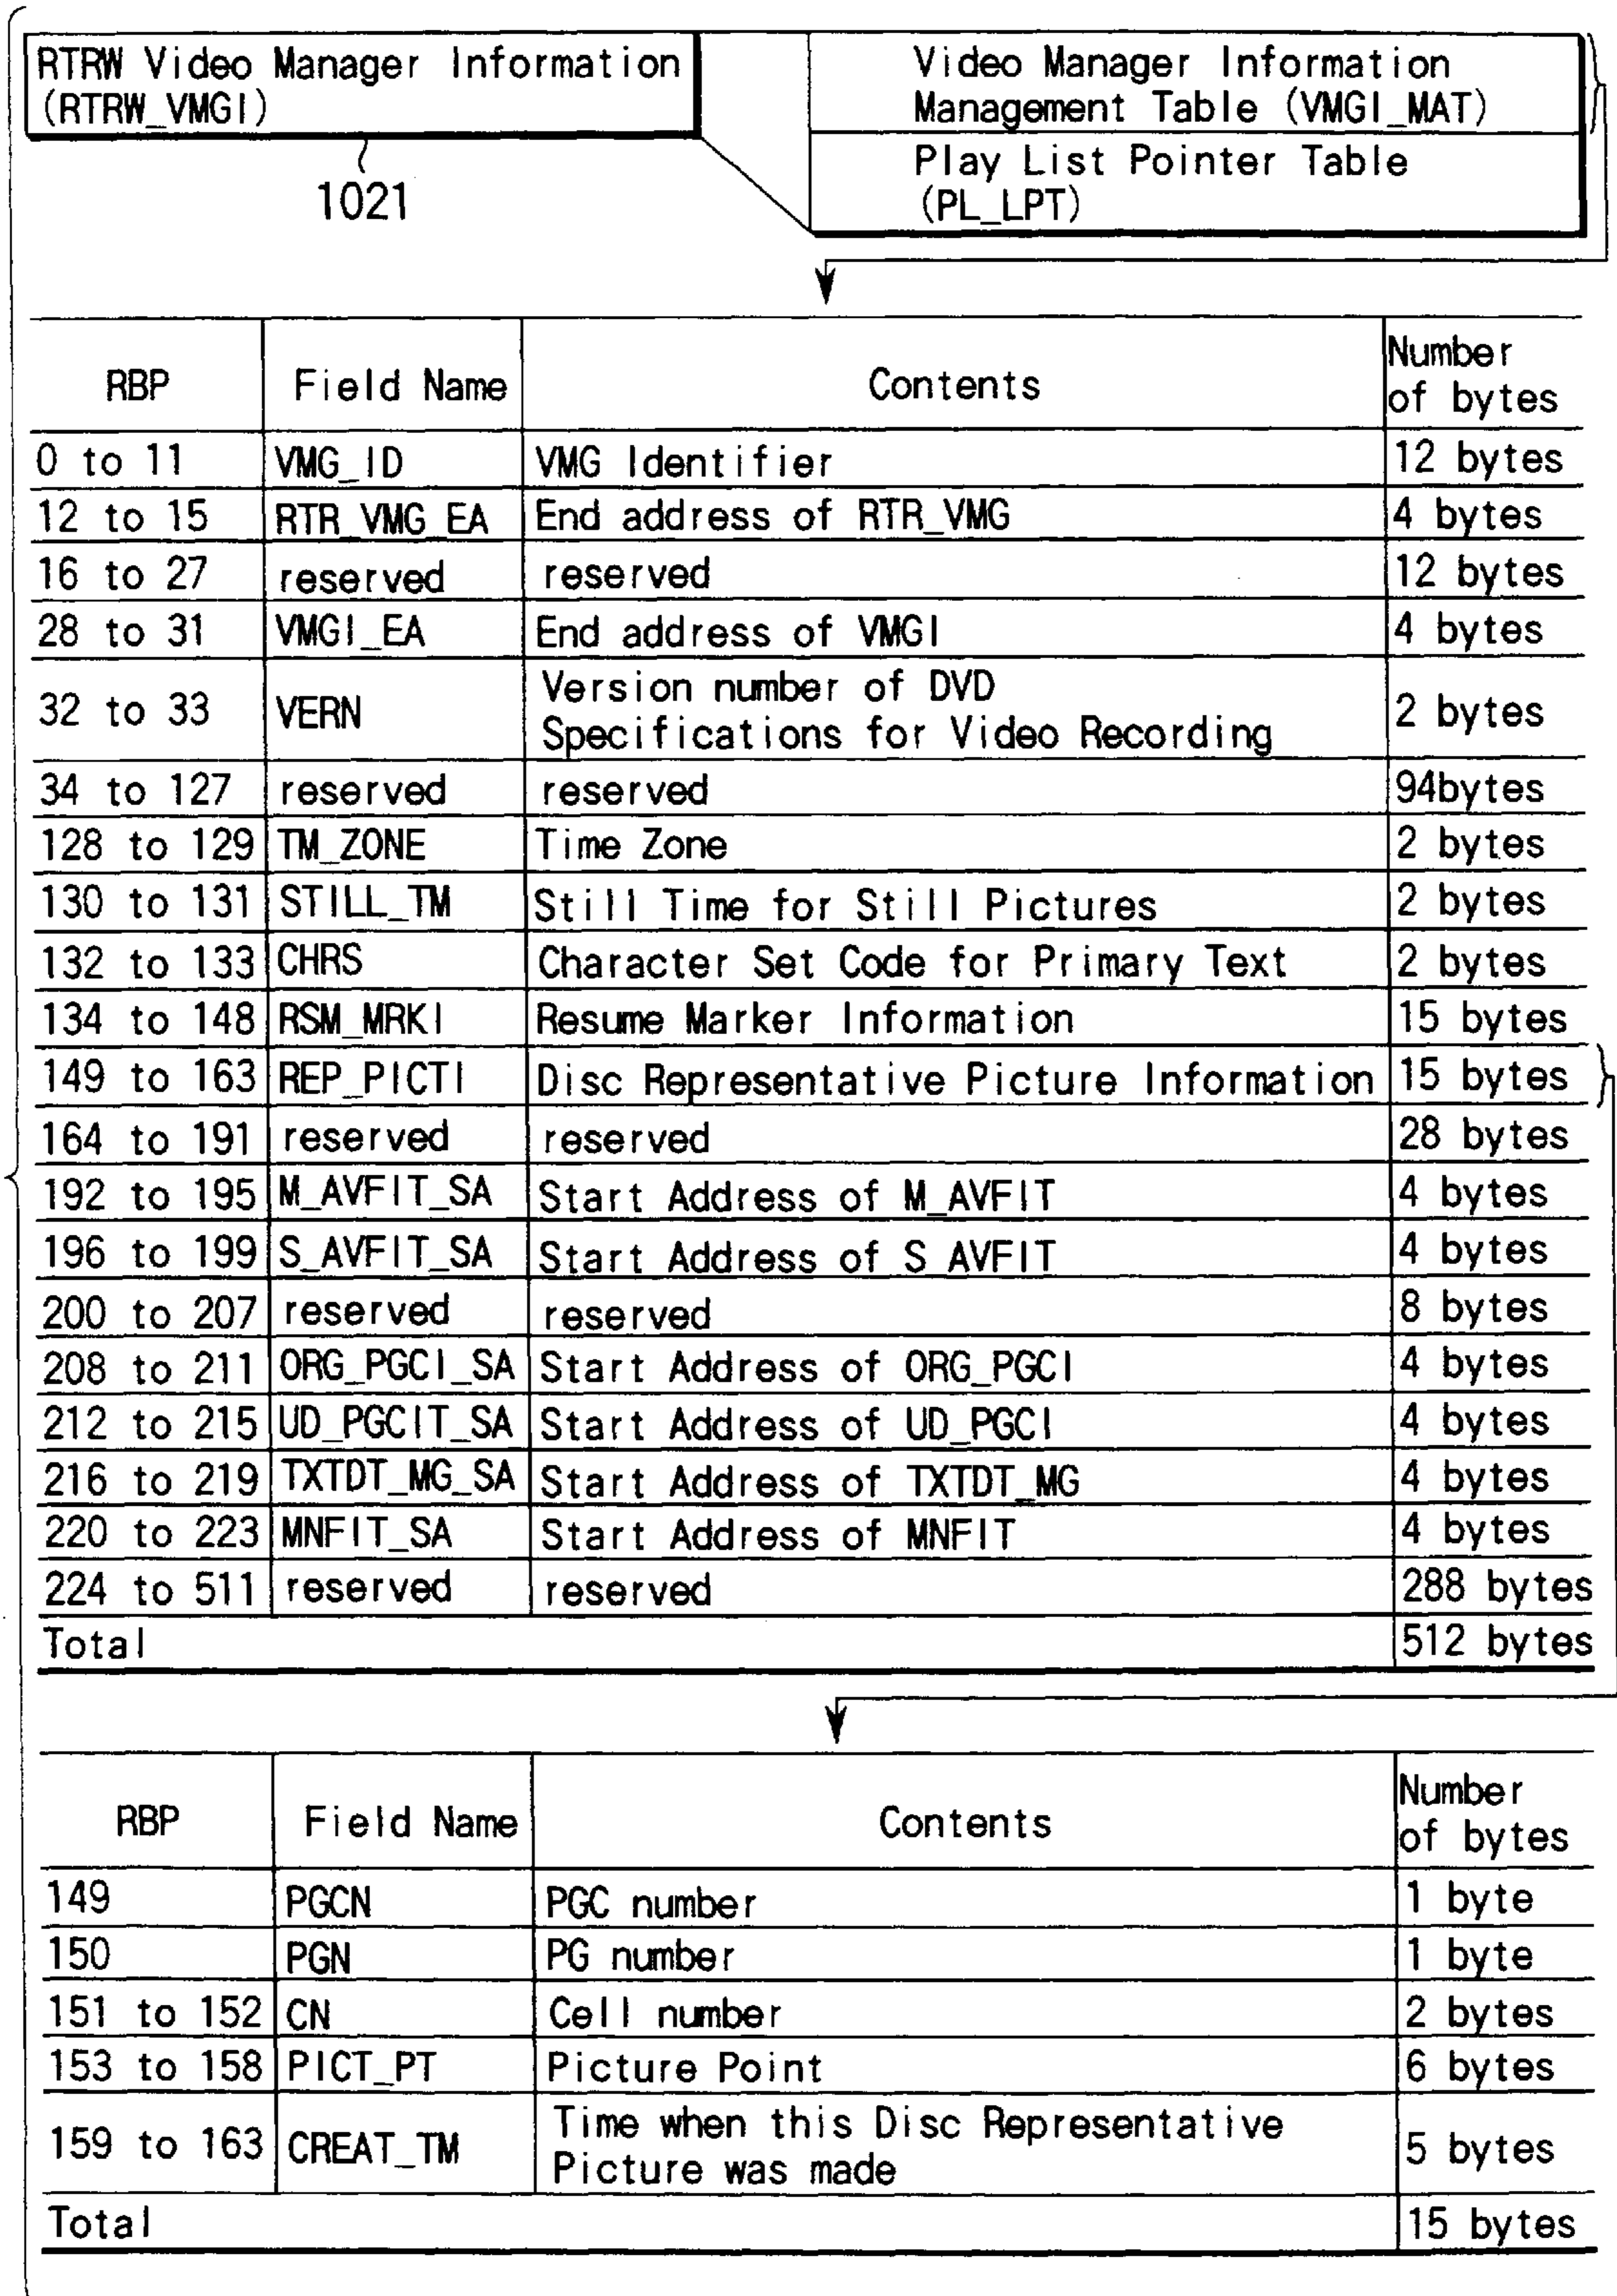 RTRW Video Manager Information
(RTRW_VMGI)
1021
Video Manager Information
Management Table (VMGI_MAT)
Play List Pointer Table
(PL_LPT)
RBP Field Name Contents Number of bytes
0 to 11 VMG_ID VMG Identifier 12 bytes
12 to 15 RTR_VMG_EA End address of RTR_VMG 4 bytes
16 to 27 reserved reserved 12 bytes
28 to 31 VMGI_EA End address of VMGI 4 bytes
32 to 33 VERN Version number of DVD
Specifications for Video Recording 2 bytes
34 to 127 reserved reserved 94bytes
128 to 129 TM_ZONE Time Zone 2 bytes
130 to 131 STILL_TM Still Time for Still Pictures 2 bytes
132 to 133 CHRS Character Set Code for Primary Text 2 bytes
134 to 148 RSM_MRKI Resume Marker Information 15 bytes
149 to 163 REP_PICTI Disc Representative Picture Information 15 bytes
164 to 191 reserved reserved 28 bytes
192 to 195 M_AVFIT_SA Start Address of M_AVFIT 4 bytes
196 to 199 S_AVFIT_SA Start Address of S_AVFIT 4 bytes
200 to 207 reserved reserved 8 bytes
208 to 211 ORG_PGCI_SA Start Address of ORG_PGCI 4 bytes
212 to 215 UD_PGCIT_SA Start Address of UD_PGCI 4 bytes
216 to 219 TXTDT_MG_SA Start Address of TXTDT_MG 4 bytes
220 to 223 MNFIT_SA Start Address of MNFIT 4 bytes
224 to 511 reserved reserved 288 bytes
Total 512 bytes
RBP Field Name Contents Number of bytes
149 PGCN PGC number 1 byte
150 PGN PG number 1 byte
151 to 152 CN Cell number 2 bytes
153 to 158 PICT_PT Picture Point 6 bytes
159 to 163 CREAT_TM Time when this Disc Representative
Picture was made 5 bytes
Total 15 bytes